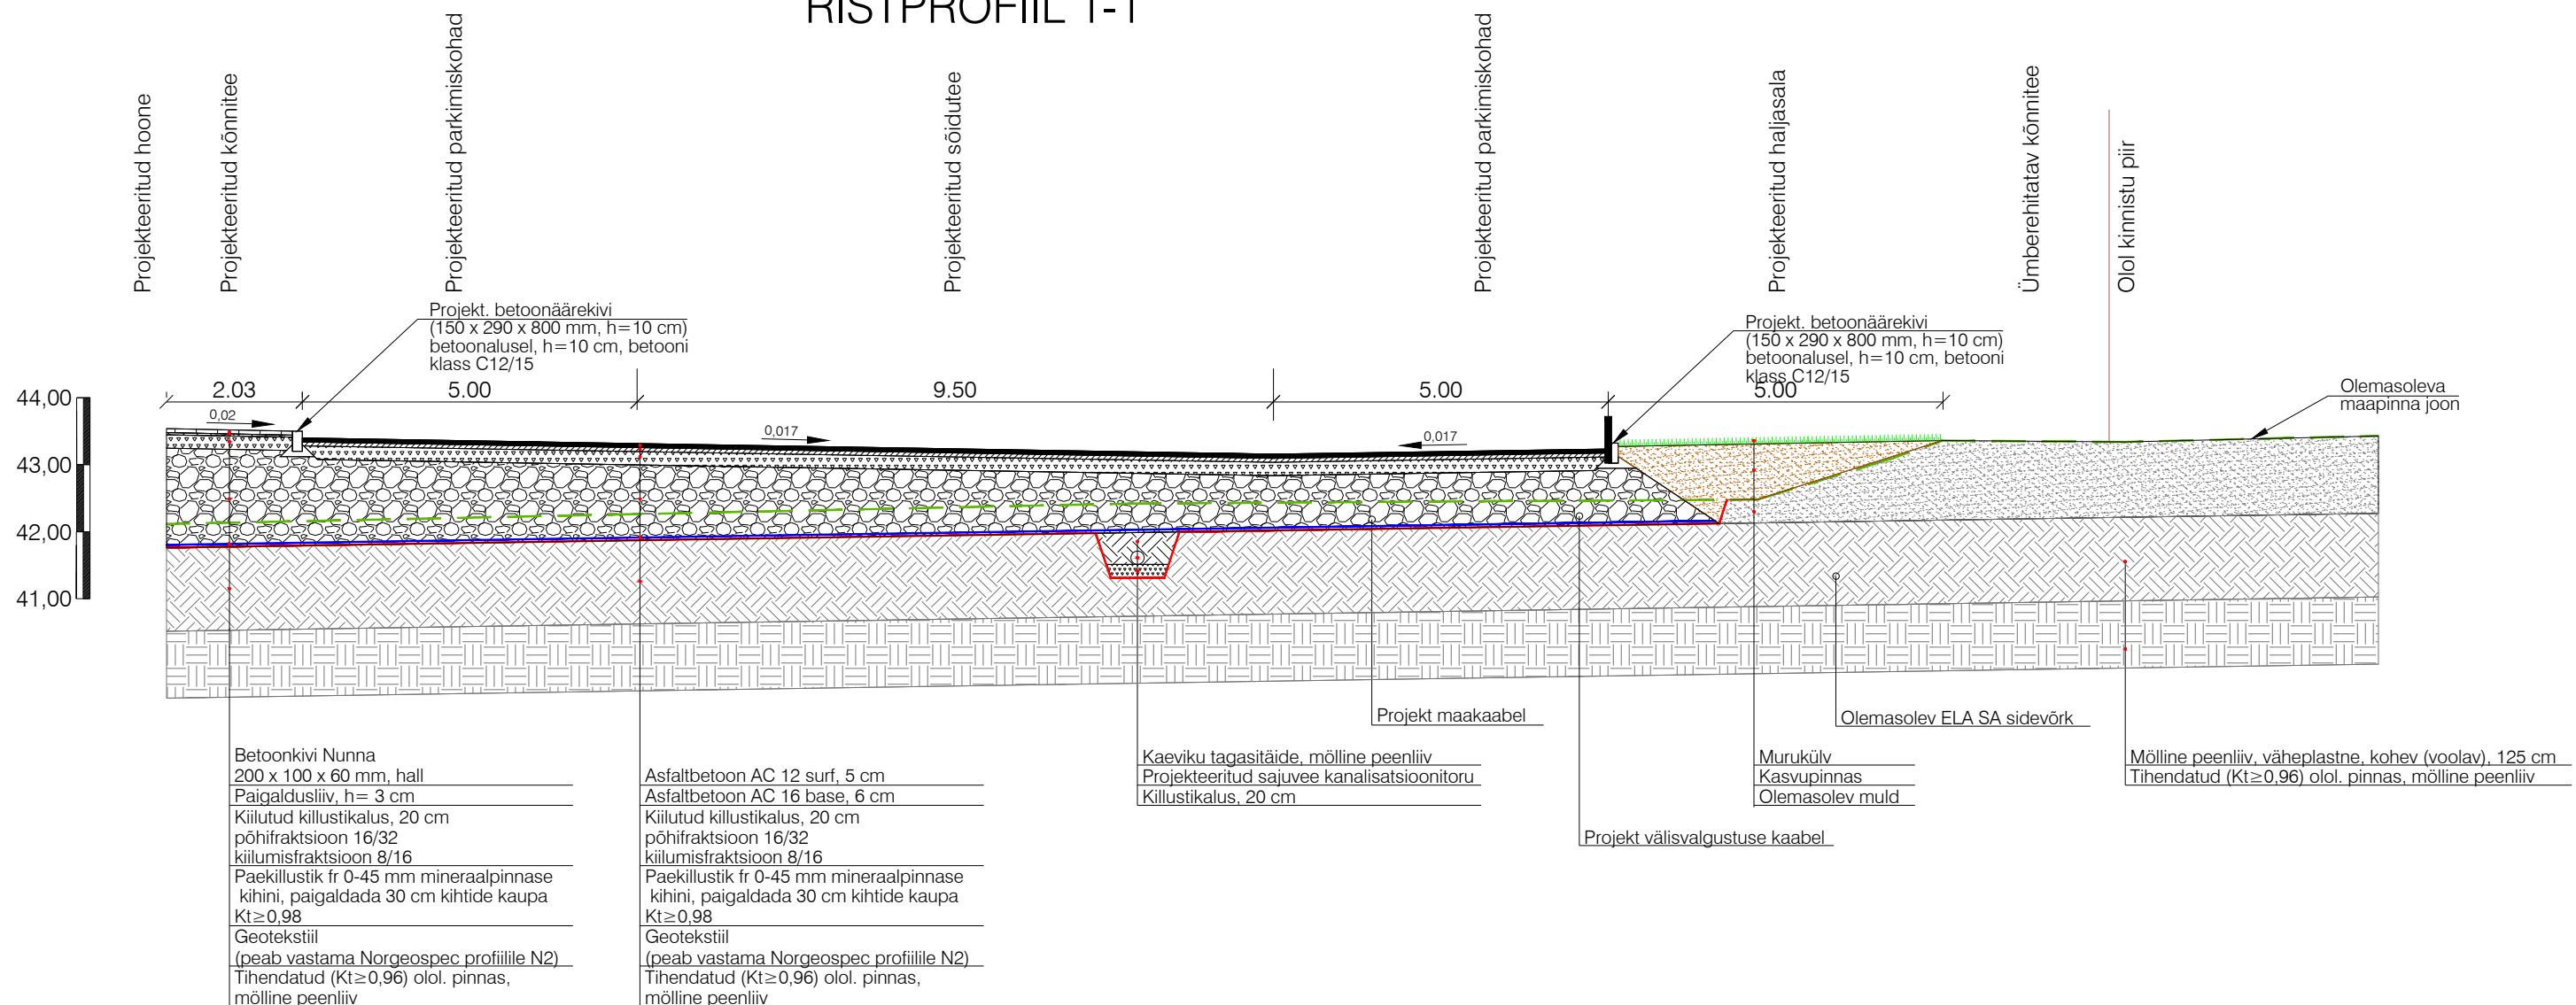 RISTPROFIIL 1-1
Projekteeritud hoone
Projekteeritud kõnnitee
Projekteeritud parkimiskohad
Projekteeritud sõidutee
Projekteeritud parkimiskohad
Projekteeritud haljasala
Ümberehitatav kõnnitee
Olol kinnistu piir
Projekt. betoonäärekivi
(150 x 290 x 800 mm, h=10 cm)
betoonalusel, h=10 cm, betooni
klass C12/15
Projekt. betoonäärekivi
(150 x 290 x 800 mm, h=10 cm)
betoonalusel, h=10 cm, betooni
klass C12/15
Olemasoleva
maapinna joon
2.03
5.00
9.50
5.00
5.00
44,00
43,00
42,00
41,00
0,02
0,017
0,017
Projekt maakaabel
Olemasolev ELA SA sidevõrk
Betoonkivi Nunna
200 x 100 x 60 mm, hall
Paigaldusliiv, h= 3 cm
Kiilutud killustikalus, 20 cm
põhifraktsioon 16/32
kiilumisfraktsioon 8/16
Paekillustik fr 0-45 mm mineraalpinnase
kihini, paigaldada 30 cm kihtide kaupa
Kt≥0,98
Geotekstiil
(peab vastama Norgeospec profiilile N2)
Tihendatud (Kt≥0,96) olol. pinnas,
mölline peenliiv
Asfaltbetoon AC 12 surf, 5 cm
Asfaltbetoon AC 16 base, 6 cm
Kiilutud killustikalus, 20 cm
põhifraktsioon 16/32
kiilumisfraktsioon 8/16
Paekillustik fr 0-45 mm mineraalpinnase
kihini, paigaldada 30 cm kihtide kaupa
Kt≥0,98
Geotekstiil
(peab vastama Norgeospec profiilile N2)
Tihendatud (Kt≥0,96) olol. pinnas,
mölline peenliiv
Kaeviku tagasitäide, mölline peenliiv
Projekteeritud sajuvee kanalisatsioonitoru
Killustikalus, 20 cm
Projekt välisvalgustuse kaabel
Murukülv
Kasvupinnas
Olemasolev muld
Mölline peenliiv, väheplastne, kohev (voolav), 125 cm
Tihendatud (Kt≥0,96) olol. pinnas, mölline peenliiv